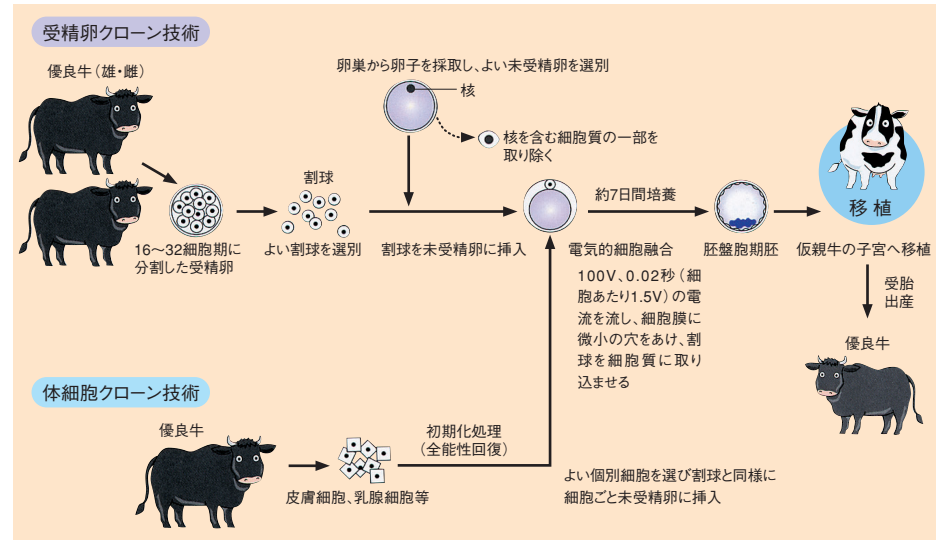 受精卵クローン技術
優良牛（雄・雌）
卵巣から卵子を採取し、よい未受精卵を選別
核
核を含む細胞質の一部を
取り除く
割球
約7日間培養
移植
16〜32細胞期に
分割した受精卵
よい割球を選別
割球を未受精卵に挿入
電気的細胞融合
胚盤胞期胚
仮親牛の子宮へ移植
100V、0.02秒（細
胞あたり1.5V）の電
流を流し、細胞膜に
微小の穴をあけ、割
球を細胞質に取り
込ませる
受胎
出産
優良牛
体細胞クローン技術
優良牛
初期化処理
（全能性回復）
皮膚細胞、乳腺細胞等
よい個別細胞を選び割球と同様に
細胞ごと未受精卵に挿入